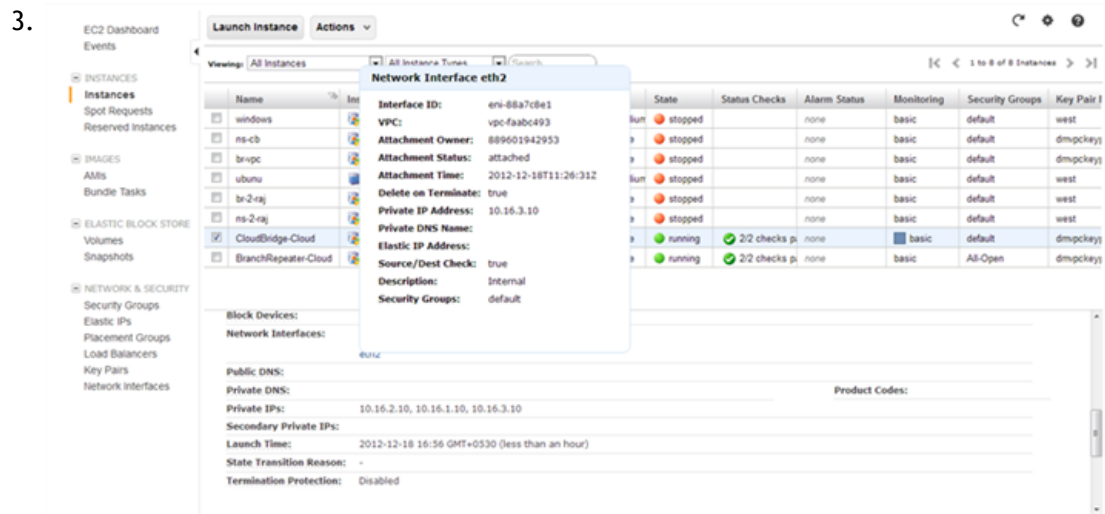 3.
EC2 Dashboard
Events
INSTANCES
Instances
Spot Requests
Reserved Instances
IMAGES
AMIs
Bundle Tasks
ELASTIC BLOCK STORE
Volumes
Snapshots
NETWORK & SECURITY
Security Groups
Elastic IPs
Placement Groups
Load Balancers
Key Pairs
Network Interfaces
Launch Instance Actions
Viewing: All Instances All Instance Types Search
1 to 8 of 8 Instances
Name State Status Checks Alarm Status Monitoring Security Groups Key Pair
windows stopped none basic default west
ns-cb stopped none basic default
br-vpc stopped none basic default
ubunu stopped none basic default west
br-2-raj stopped none basic default west
ns-2-raj stopped none basic default west
CloudBridge-Cloud running 2/2 checks none basic default
BranchRepeater-Cloud running 2/2 checks none basic All-Open
Network Interface eth2
Interface ID: eni-88a7c8e1
VPC: vpc-faabc493
Attachment Owner: 889601942953
Attachment Status: attached
Attachment Time: 2012-12-18T11:26:31Z
Delete on Terminate: true
Private IP Address: 10.16.3.10
Private DNS Name:
Elastic IP Address:
Source/Dest Check: true
Description: Internal
Security Groups: default
Block Devices:
Network Interfaces:
eth2
Public DNS:
Private DNS: Product Codes:
Private IPs: 10.16.2.10, 10.16.1.10, 10.16.3.10
Secondary Private IPs:
Launch Time: 2012-12-18 16:56 GMT+0530 (less than an hour)
State Transition Reason: -
Termination Protection: Disabled